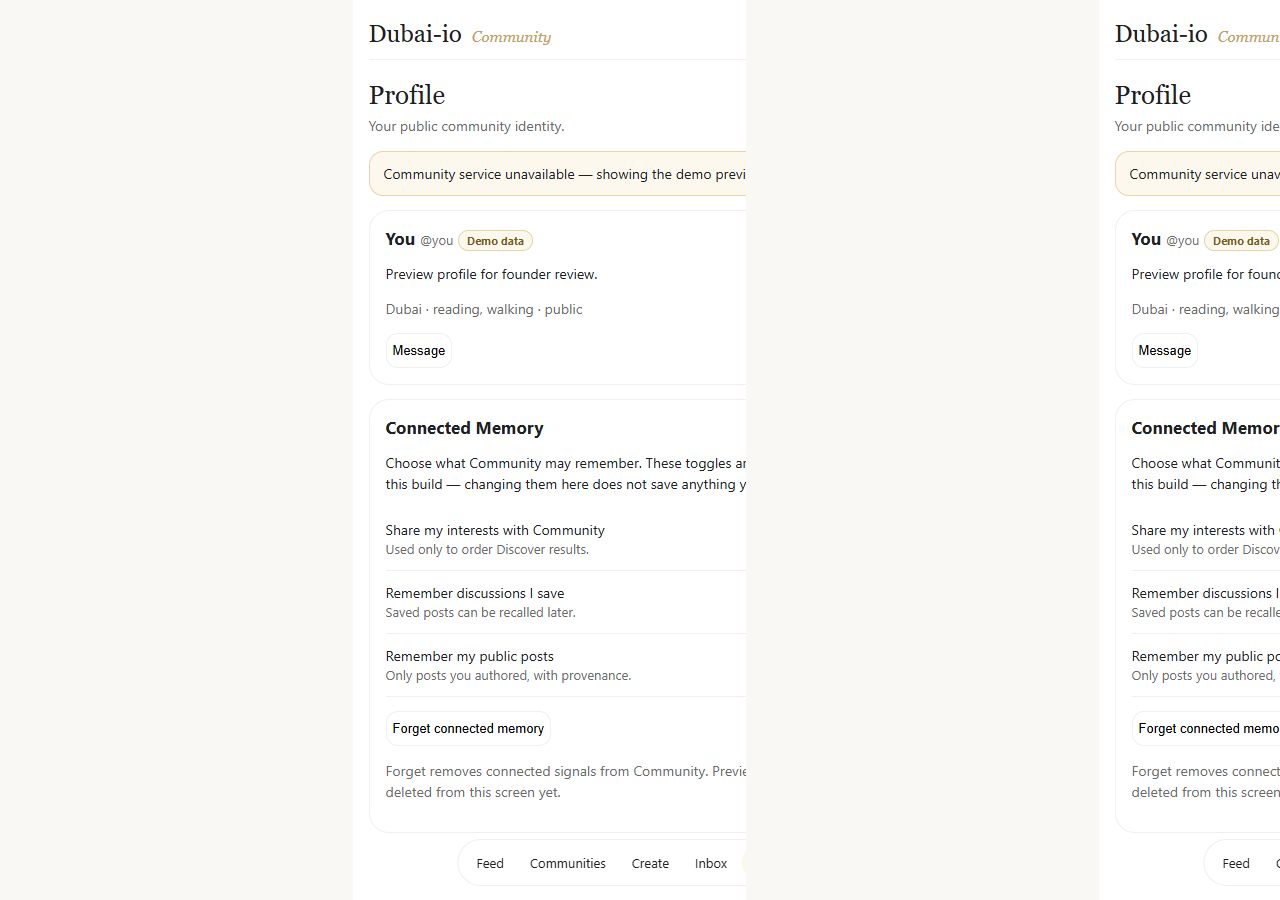 Dubai-io Community
Profile
Your public community identity.
Community service unavailable — showing the demo previ
You @you Demo data
Preview profile for founder review.
Dubai · reading, walking · public
Message
Connected Memory
Choose what Community may remember. These toggles ar
this build — changing them here does not save anything y
Share my interests with Community
Used only to order Discover results.
Remember discussions I save
Saved posts can be recalled later.
Remember my public posts
Only posts you authored, with provenance.
Forget connected memory
Forget removes connected signals from Community. Previe
deleted from this screen yet.
Feed Communities Create Inbox
Dubai-io Commun
Profile
Your public community ide
Community service unav
You @you Demo data
Preview profile for found
Dubai · reading, walking
Message
Connected Memor
Choose what Communit
this build — changing th
Share my interests with
Used only to order Discov
Remember discussions I
Saved posts can be recalle
Remember my public po
Only posts you authored,
Forget connected memo
Forget removes connect
deleted from this screen
Feed